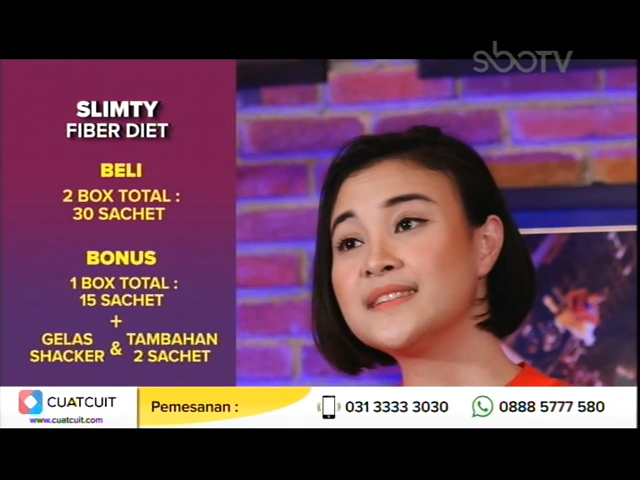 sboTV
SLIMTY
FIBER DIET
BELI
2 BOX TOTAL :
30 SACHET
BONUS
1 BOX TOTAL :
15 SACHET
+
GELAS SHACKER & TAMBAHAN 2 SACHET
CUATCUIT
www.cuatcuit.com
Pemesanan :
031 3333 3030
0888 5777 580